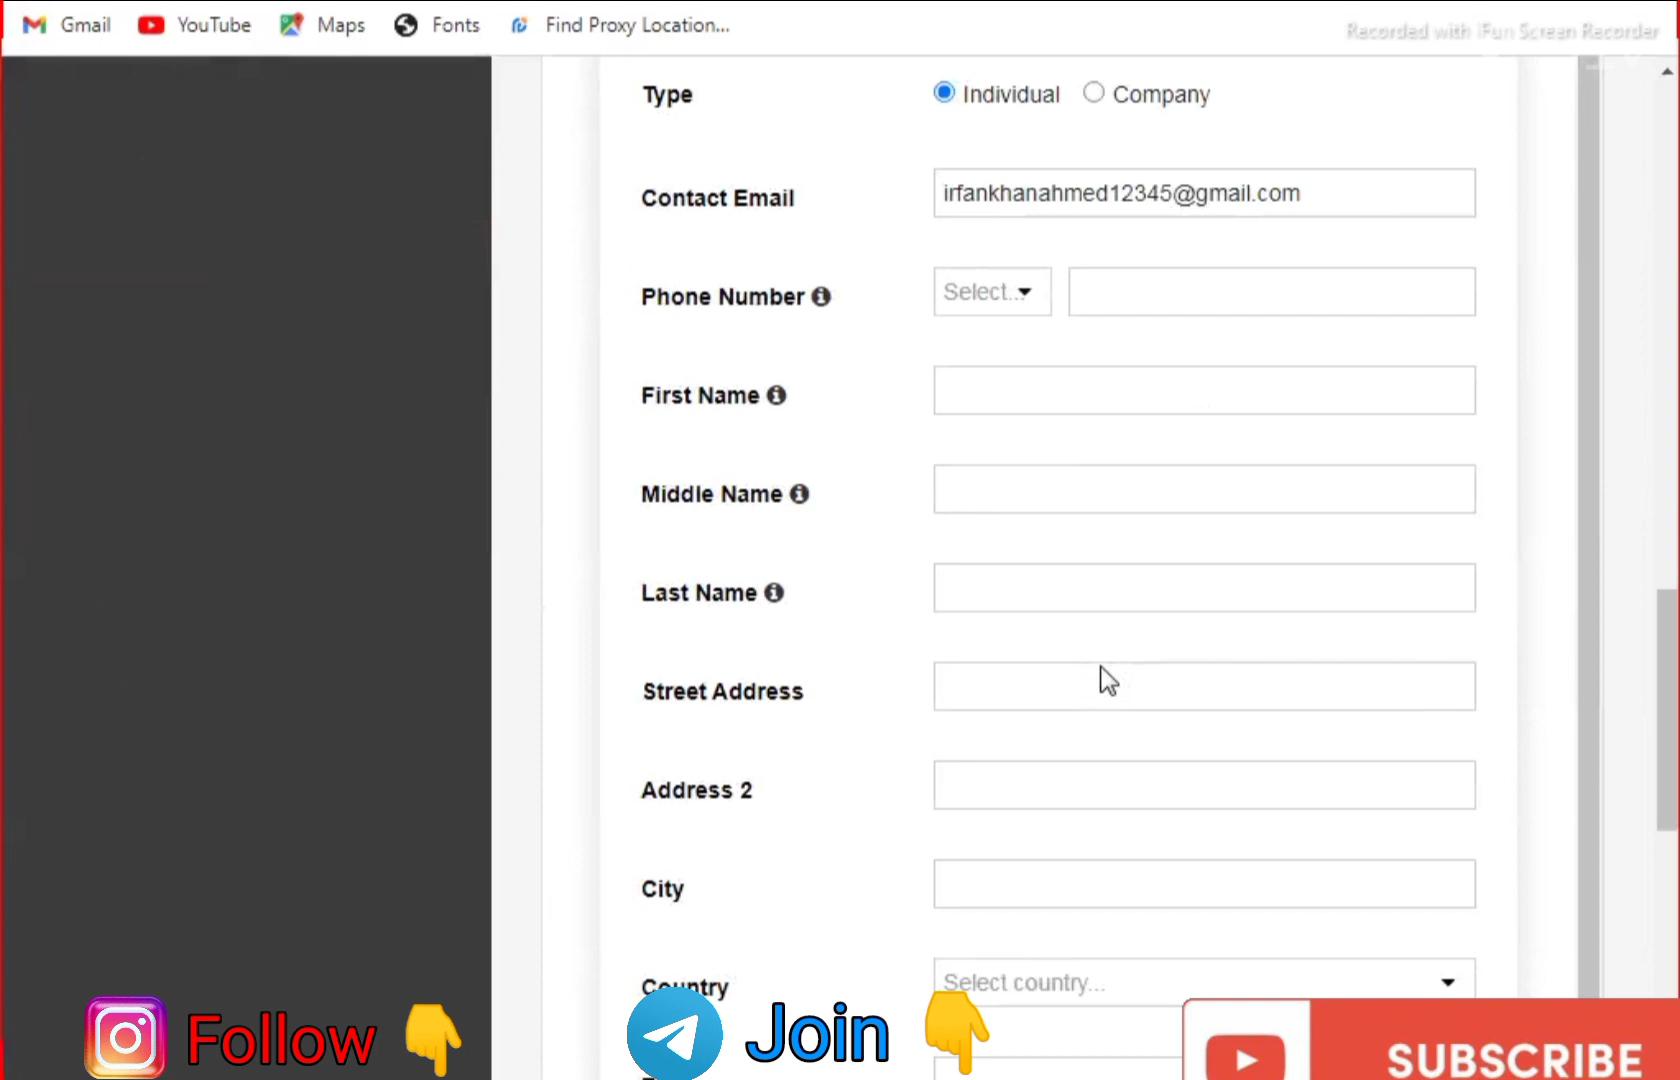 Gmail YouTube Maps Fonts Find Proxy Location...
Recorded with iFun Screen Recorder
Type Individual Company
Contact Email irfankhanahmed12345@gmail.com
Phone Number Select...
First Name
Middle Name
Last Name
Street Address
Address 2
City
Country Select country...
Follow Join SUBSCRIBE